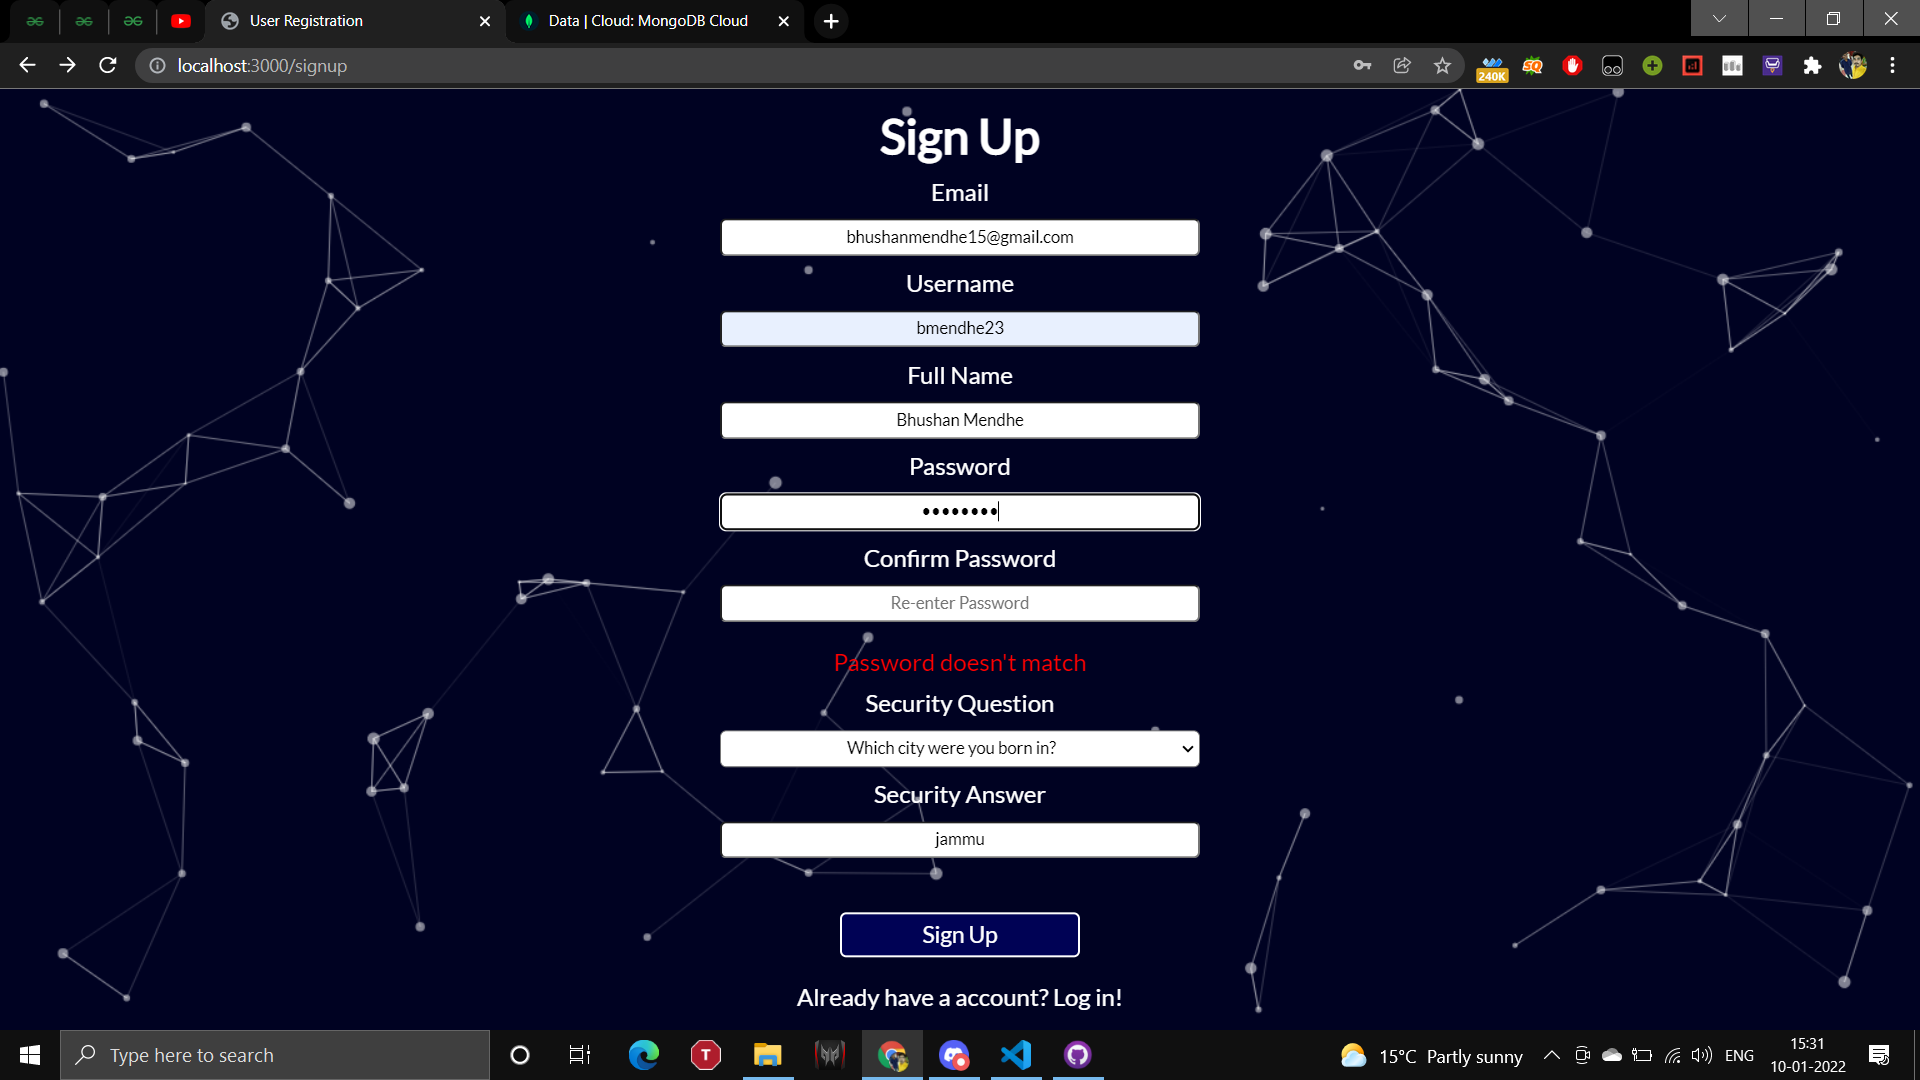 User Registration
Data | Cloud: MongoDB Cloud
localhost:3000/signup
240K
Sign Up
Email
bhushanmendhe15@gmail.com
Username
bmendhe23
Full Name
Bhushan Mendhe
Password
••••••••
Confirm Password
Re-enter Password
Password doesn't match
Security Question
Which city were you born in?
Security Answer
jammu
Sign Up
Already have a account? Log in!
Type here to search
T
15°C Partly sunny
ENG
15:31
10-01-2022